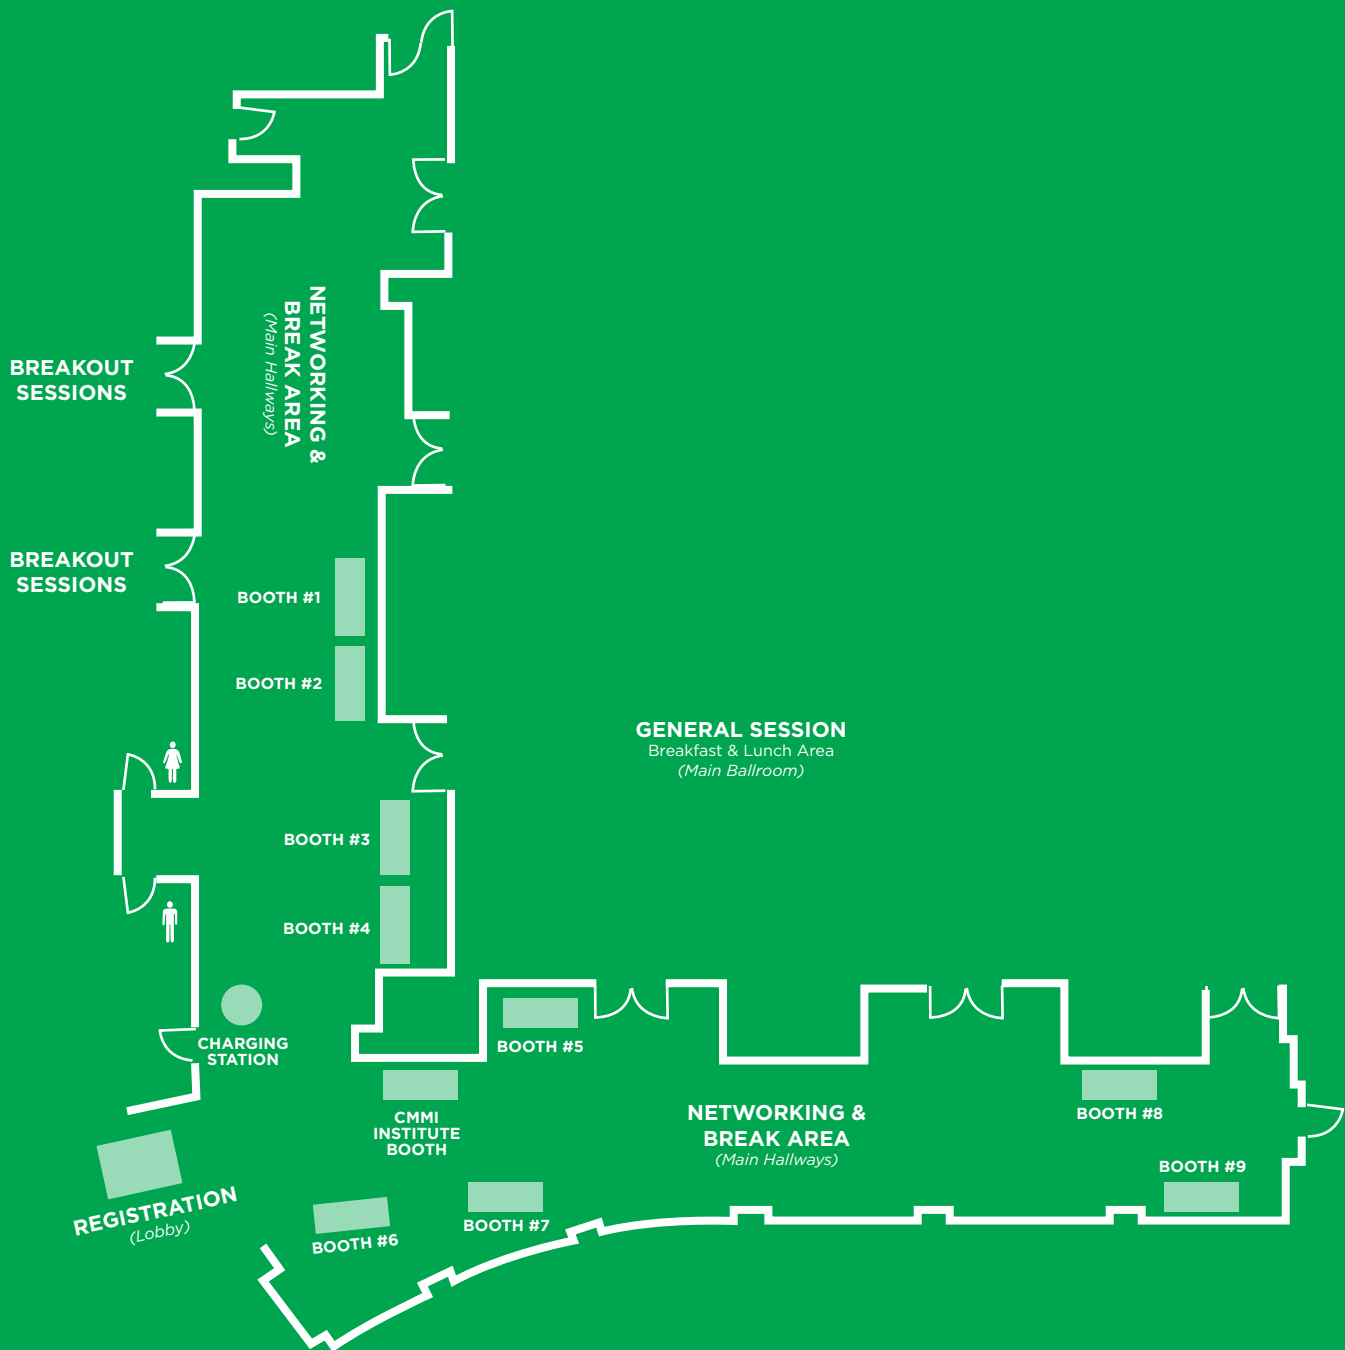 NETWORKING &
BREAK AREA
(Main Hallways)
BREAKOUT
SESSIONS
BREAKOUT
SESSIONS
BOOTH #1
BOOTH #2
GENERAL SESSION
Breakfast & Lunch Area
(Main Ballroom)
BOOTH #3
BOOTH #4
CHARGING
STATION
BOOTH #5
CMMI
INSTITUTE
BOOTH
NETWORKING &
BREAK AREA
(Main Hallways)
BOOTH #8
BOOTH #9
REGISTRATION
(Lobby)
BOOTH #6
BOOTH #7